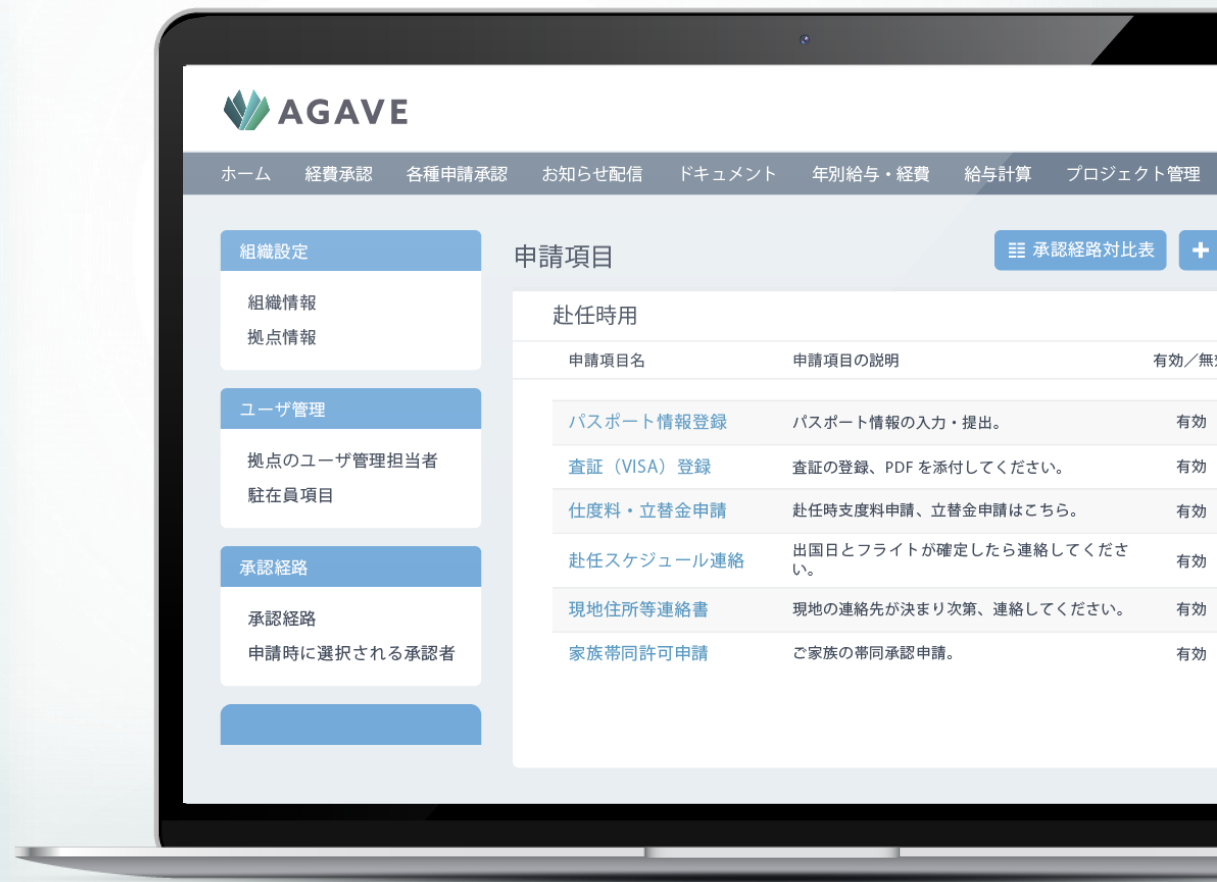 AGAVE
ホーム 経費承認 各種申請承認 お知らせ配信 ドキュメント 年別給与・経費 給与計算 プロジェクト管理
組織設定
組織情報
拠点情報
ユーザ管理
拠点のユーザ管理担当者
駐在員項目
承認経路
承認経路
申請時に選択される承認者
申請項目
承認経路対比表
赴任時用
申請項目名 申請項目の説明 有効／無
パスポート情報登録 パスポート情報の入力・提出。 有効
査証（VISA）登録 査証の登録、PDF を添付してください。 有効
仕度料・立替金申請 赴任時支度料申請、立替金申請はこちら。 有効
赴任スケジュール連絡 出国日とフライトが確定したら連絡してくださ 有効
い。
現地住所等連絡書 現地の連絡先が決まり次第、連絡してください。 有効
家族帯同許可申請 ご家族の帯同承認申請。 有効